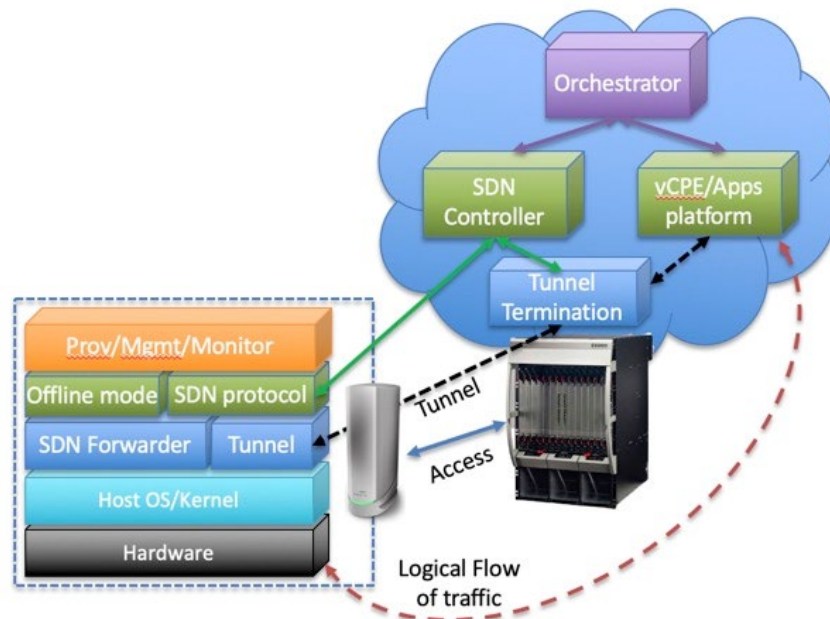 Orchestrator
SDN
Controller
vCPE/Apps
platform
Tunnel
Termination
Prov/Mgmt/Monitor
Offline mode
SDN protocol
SDN Forwarder
Tunnel
Host OS/Kernel
Hardware
Tunnel
Access
Logical Flow
of traffic